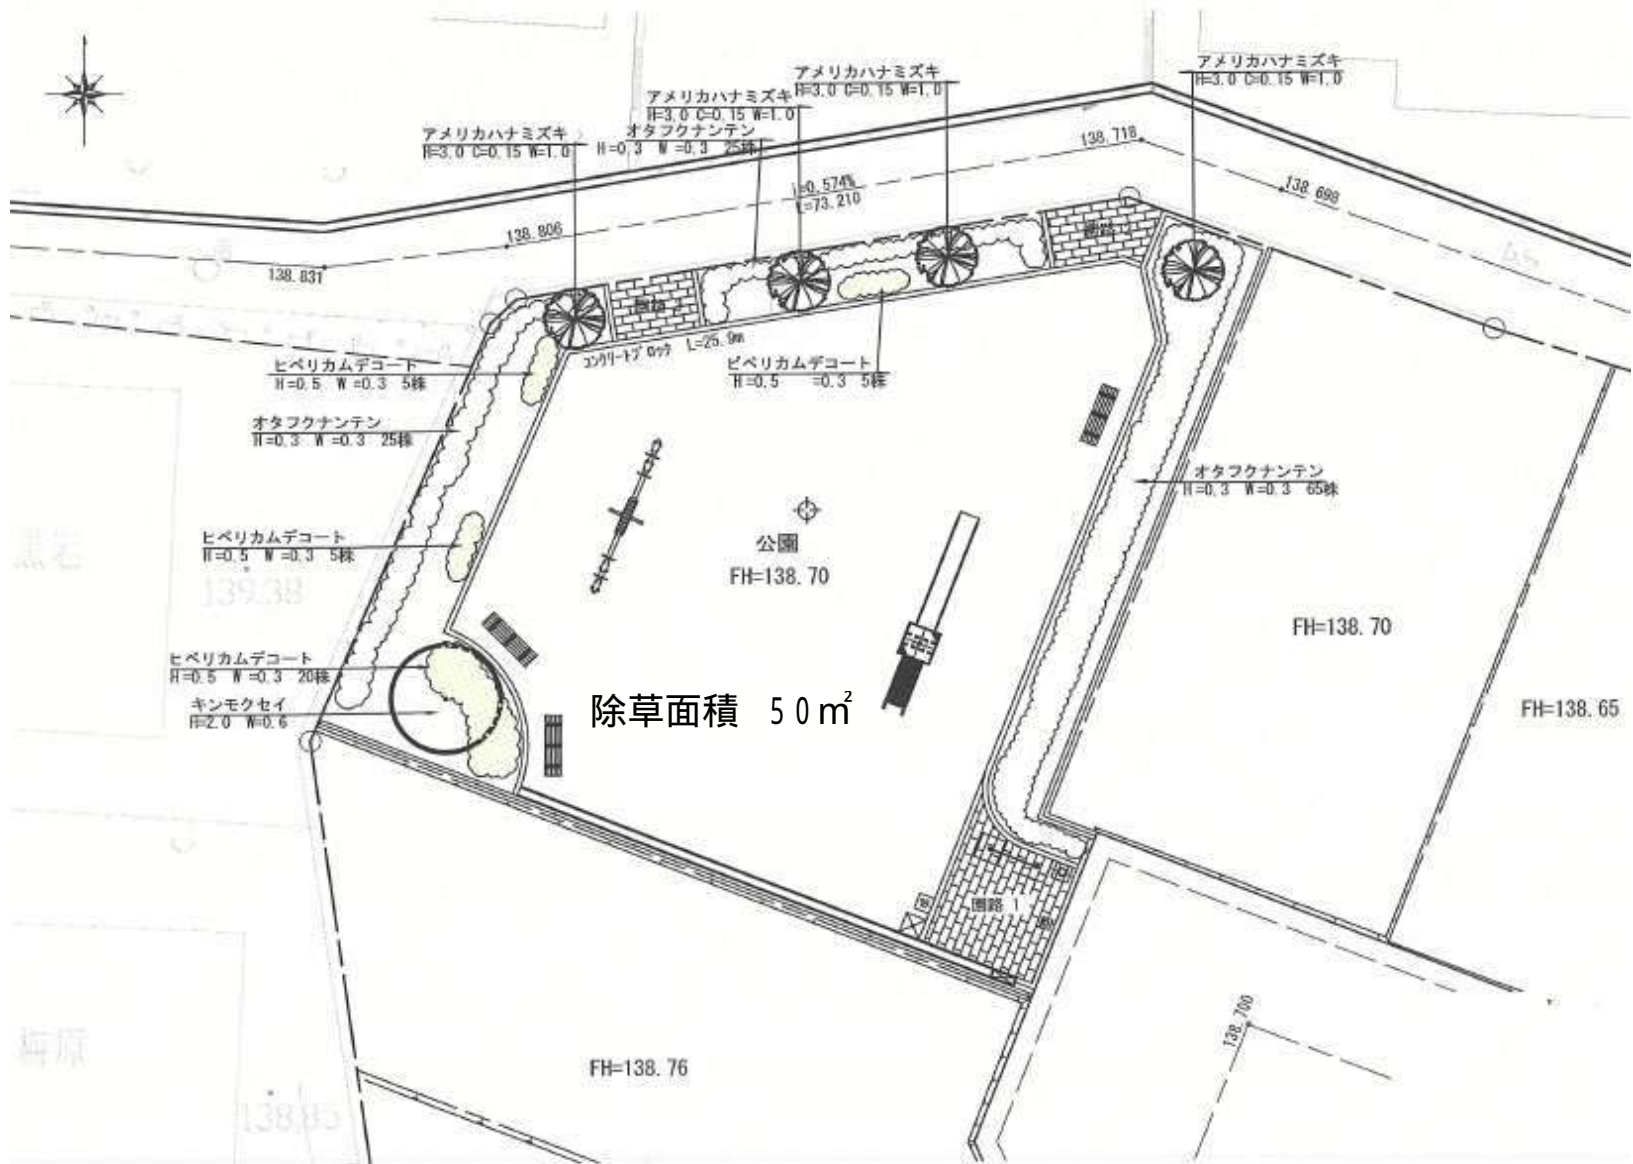 アメリカハナミズキ
H=3.0 C=0.15 W=1.0
アメリカハナミズキ
H=3.0 C=0.15 W=1.0
アメリカハナミズキ
H=3.0 C=0.15 W=1.0
オタフクナンテン
H=0.3 W=0.3 25株
アメリカハナミズキ
H=3.0 C=0.15 W=1.0
138.718
138.698
i=0.574%
L=73.210
138.806
138.831
コンクリートブロック L=25.9m
ヒペリカムデコート
H=0.5 W=0.3 5株
ヒペリカムデコート
H=0.5 =0.3 5株
オタフクナンテン
H=0.3 W=0.3 25株
オタフクナンテン
H=0.3 W=0.3 65株
ヒペリカムデコート
H=0.5 W=0.3 5株
公園
FH=138.70
黒岩
139.38
FH=138.70
ヒペリカムデコート
H=0.5 W=0.3 20株
キンモクセイ
H=2.0 W=0.6
除草面積 50㎡
FH=138.65
園路 1
梅原
138.85
FH=138.76
138.700